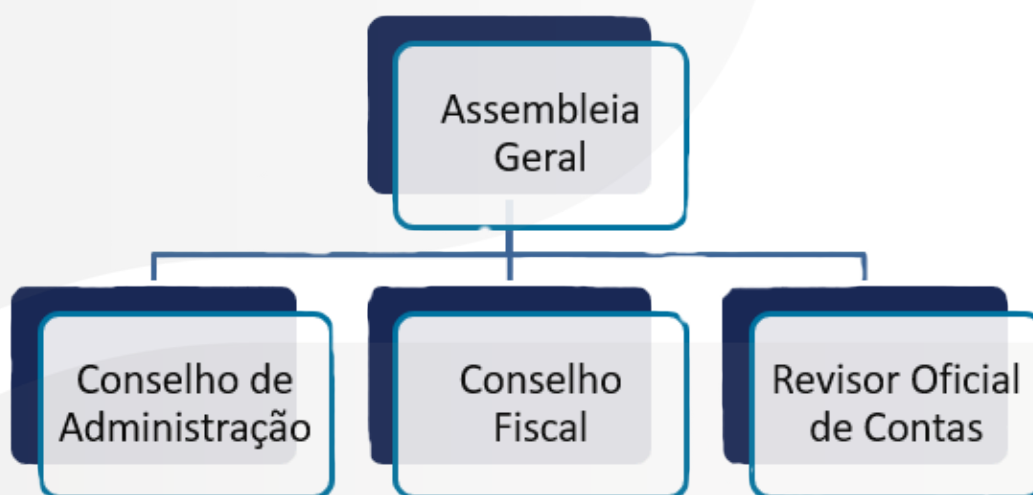 Assembleia
Geral
Conselho de
Administração
Conselho
Fiscal
Revisor Oficial
de Contas